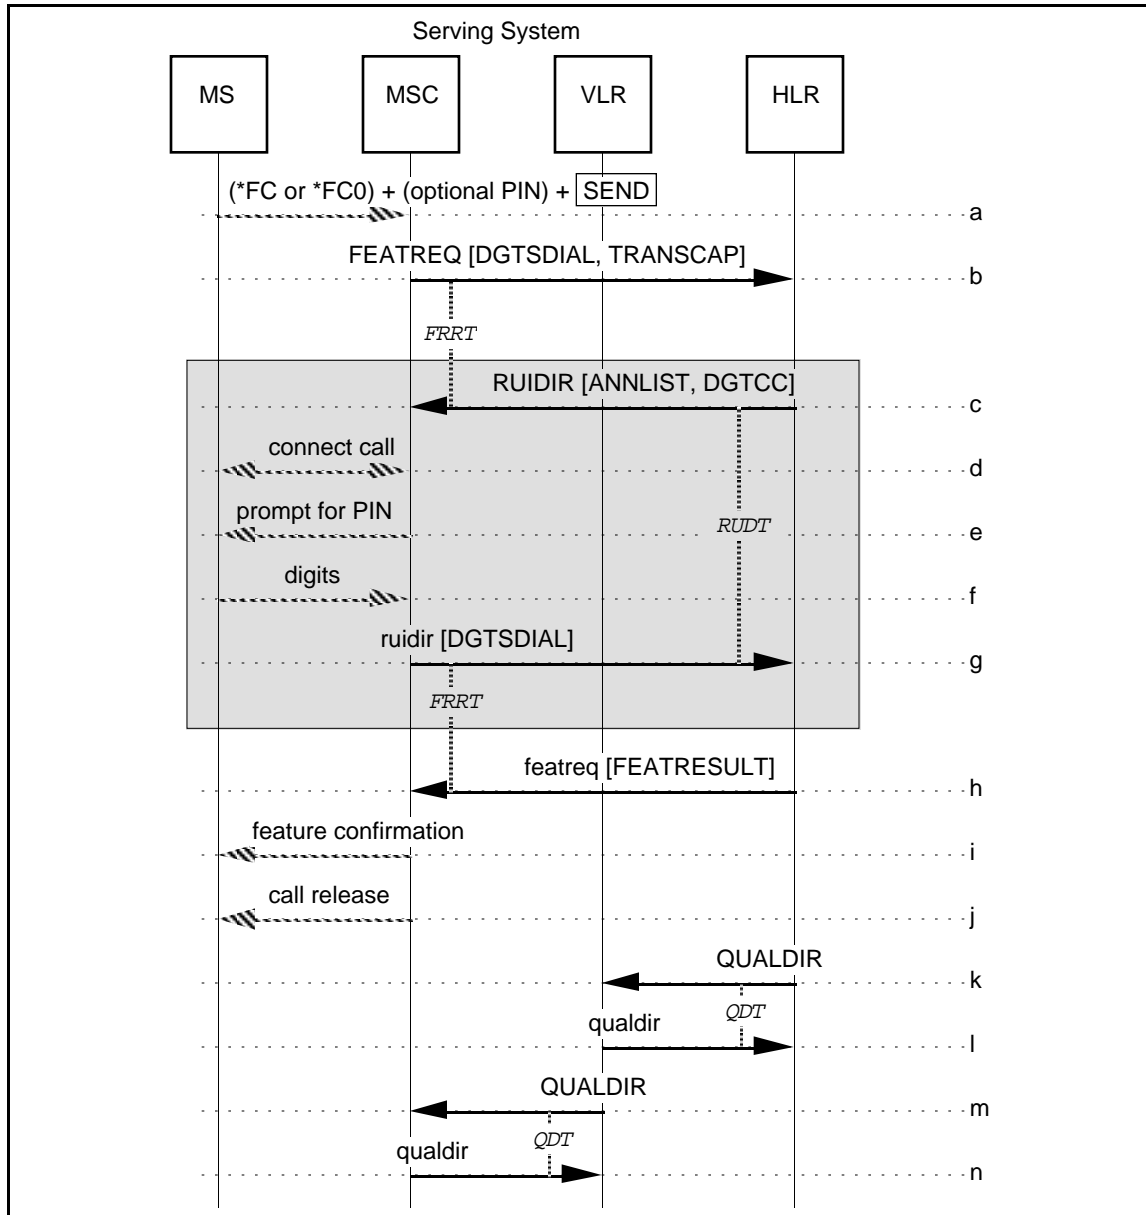 Serving System
MS MSC VLR HLR
(*FC or *FC0) + (optional PIN) + SEND
a
FEATREQ [DGTSDIAL, TRANSCAP]
b
FRRT
RUIDIR [ANNLIST, DGTCC]
c
connect call
d
prompt for PIN
RUDT
e
digits
f
ruidir [DGTSDIAL]
g
FRRT
featreq [FEATRESULT]
h
feature confirmation
i
call release
j
QUALDIR
k
QDT
qualdir
l
QUALDIR
m
QDT
qualdir
n